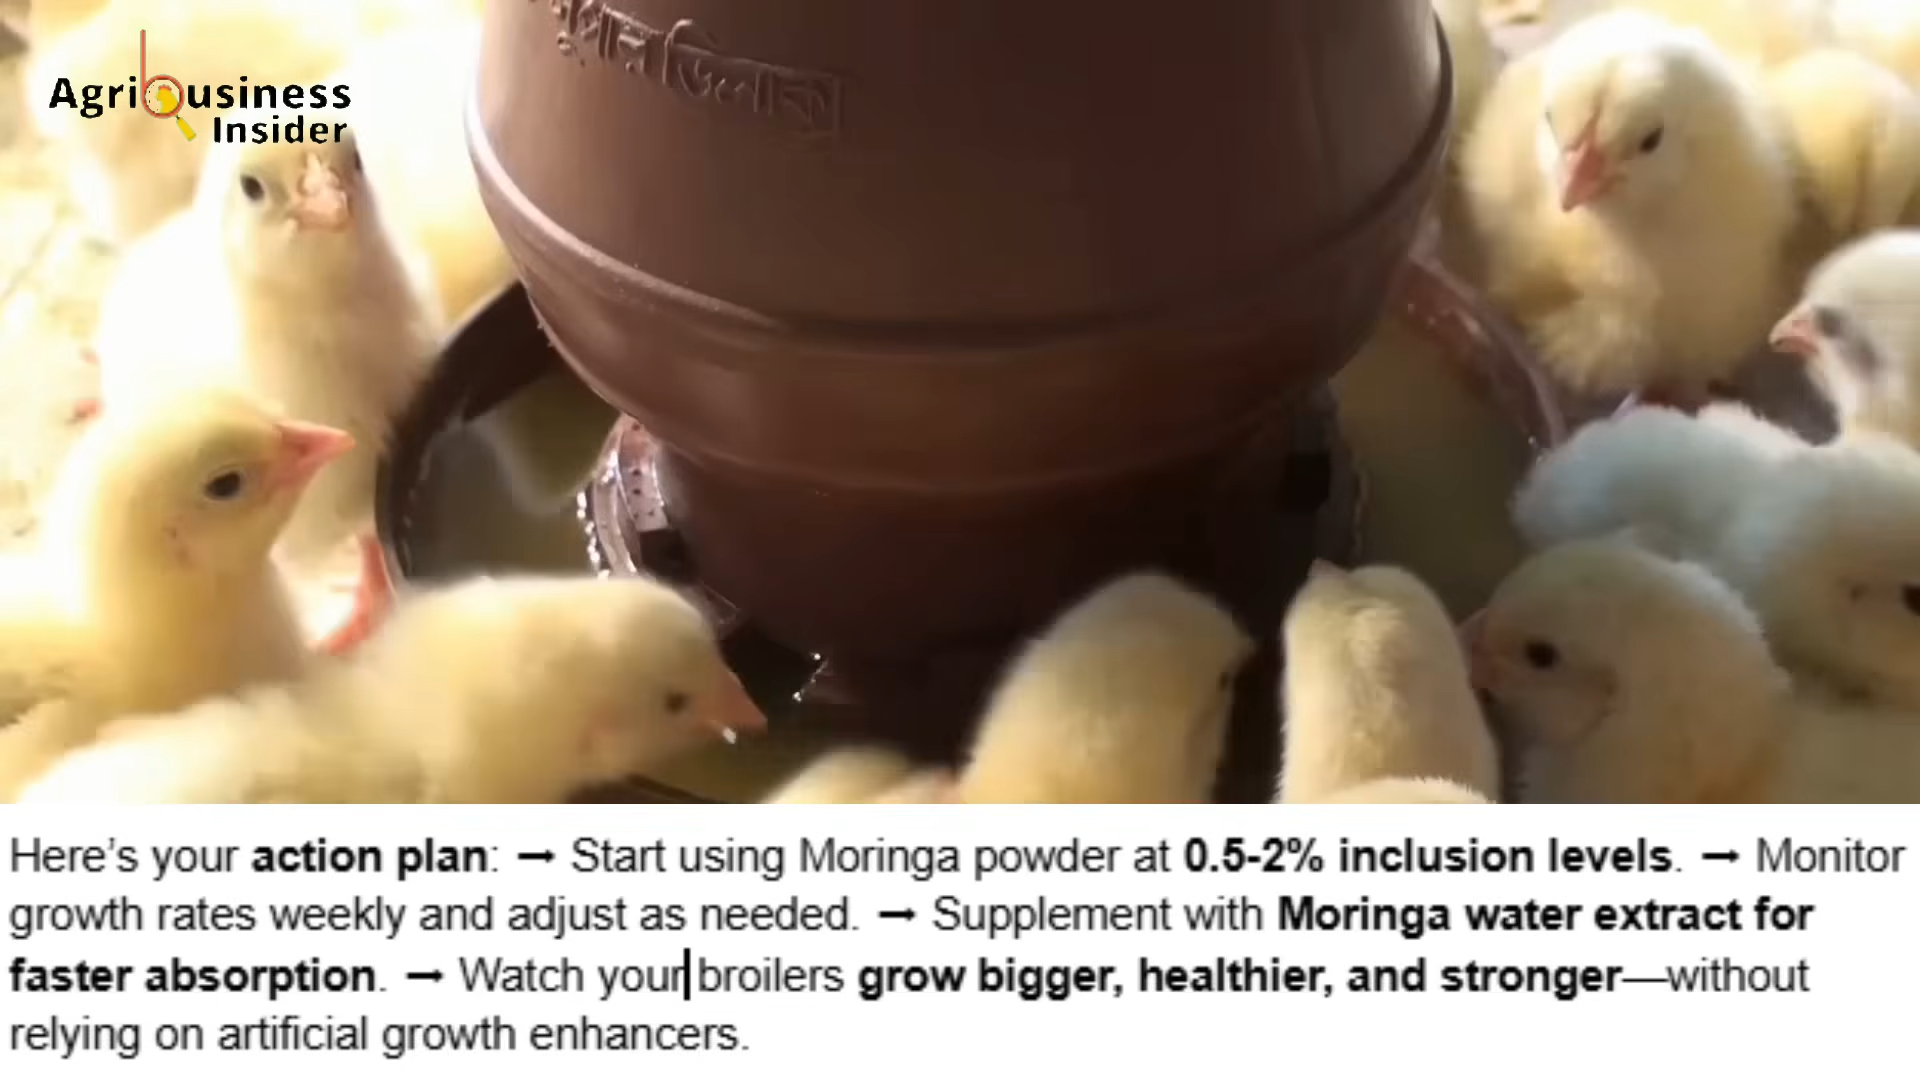 Agribusiness
Insider
Here’s your action plan: → Start using Moringa powder at 0.5-2% inclusion levels. → Monitor
growth rates weekly and adjust as needed. → Supplement with Moringa water extract for
faster absorption. → Watch your broilers grow bigger, healthier, and stronger—without
relying on artificial growth enhancers.